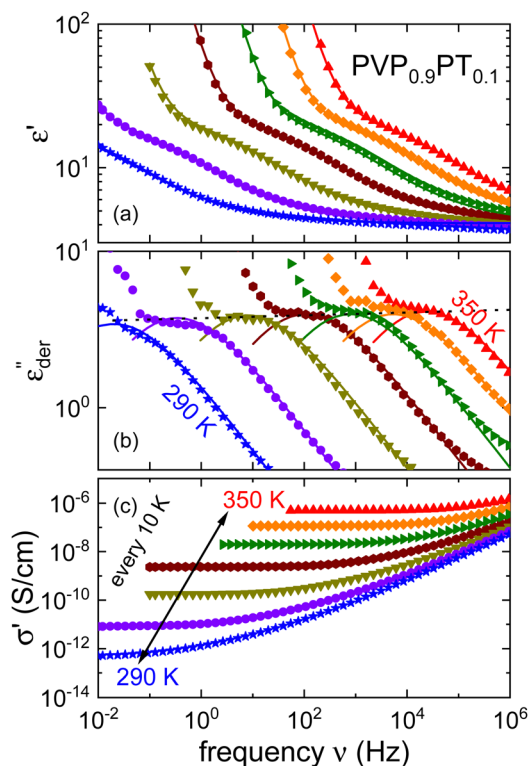 10²
PVP₀.₉PT₀.₁
ε'
10¹
(a)
10¹
350 K
ε''der
10⁰
290 K
(b)
10⁻⁶
(c)
350 K
every 10 K
10⁻⁸
σ' (S/cm)
10⁻¹⁰
10⁻¹²
290 K
10⁻¹⁴
10⁻² 10⁰ 10² 10⁴ 10⁶
frequency ν (Hz)